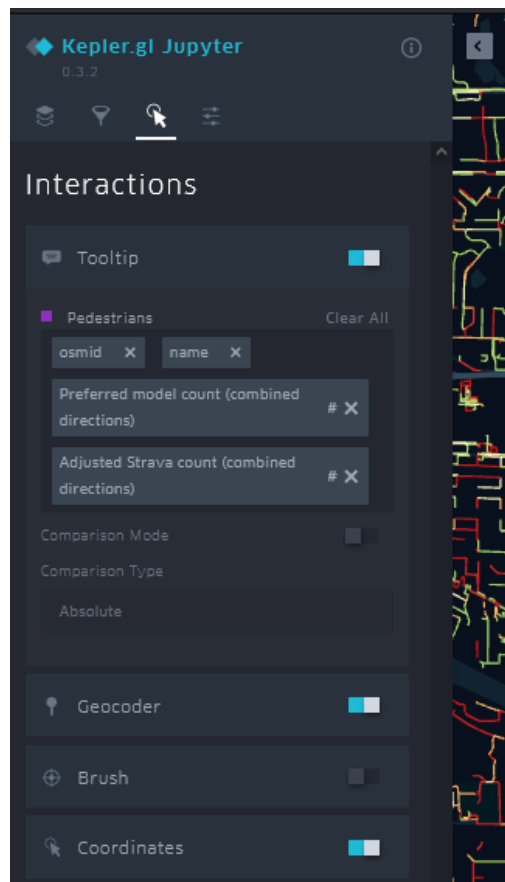 Kepler.gl Jupyter
0.3.2
Interactions
Tooltip
Pedestrians Clear All
osmid name
Preferred model count (combined
directions) #
Adjusted Strava count (combined
directions) #
Comparison Mode
Comparison Type
Absolute
Geocoder
Brush
Coordinates